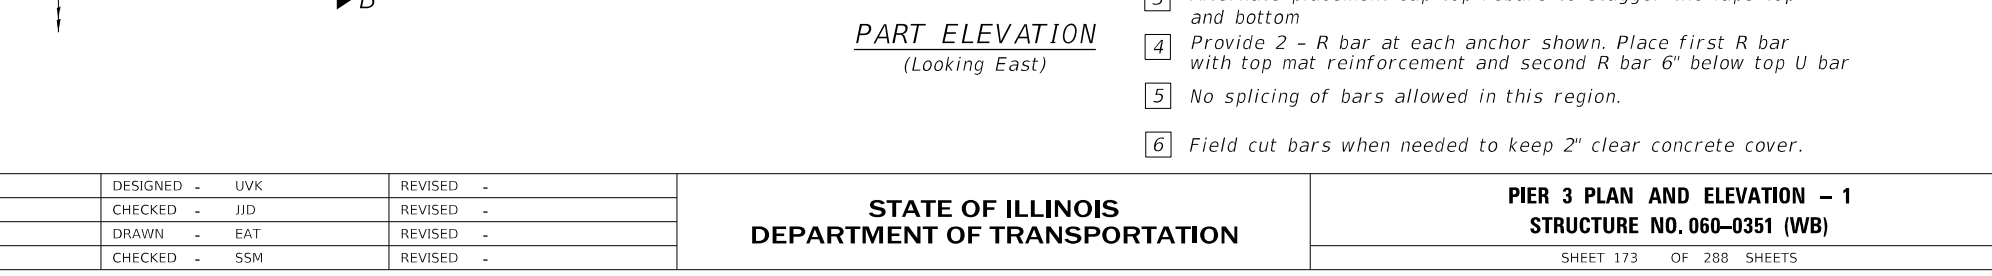 B
PART ELEVATION
(Looking East)
3
and bottom
4 Provide 2 - R bar at each anchor shown. Place first R bar
with top mat reinforcement and second R bar 6" below top U bar
5 No splicing of bars allowed in this region.
6 Field cut bars when needed to keep 2" clear concrete cover.
DESIGNED - UVK REVISED -
CHECKED - JJD REVISED -
DRAWN - EAT REVISED -
CHECKED - SSM REVISED -
STATE OF ILLINOIS
DEPARTMENT OF TRANSPORTATION
PIER 3 PLAN AND ELEVATION – 1
STRUCTURE NO. 060–0351 (WB)
SHEET 173 OF 288 SHEETS